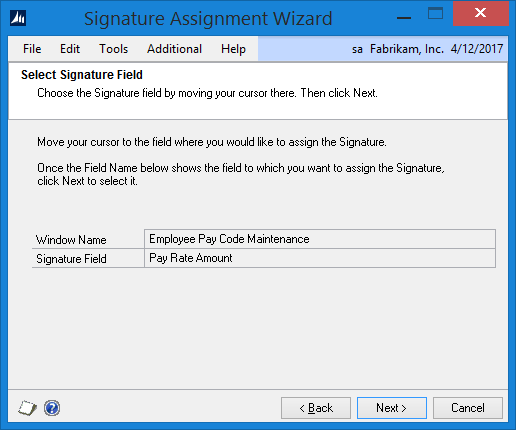 Signature Assignment Wizard
File Edit Tools Additional Help sa Fabrikam, Inc. 4/12/2017
Select Signature Field
Choose the Signature field by moving your cursor there. Then click Next.
Move your cursor to the field where you would like to assign the Signature.
Once the Field Name below shows the field to which you want to assign the Signature,
click Next to select it.
Window Name Employee Pay Code Maintenance
Signature Field Pay Rate Amount
< Back Next > Cancel